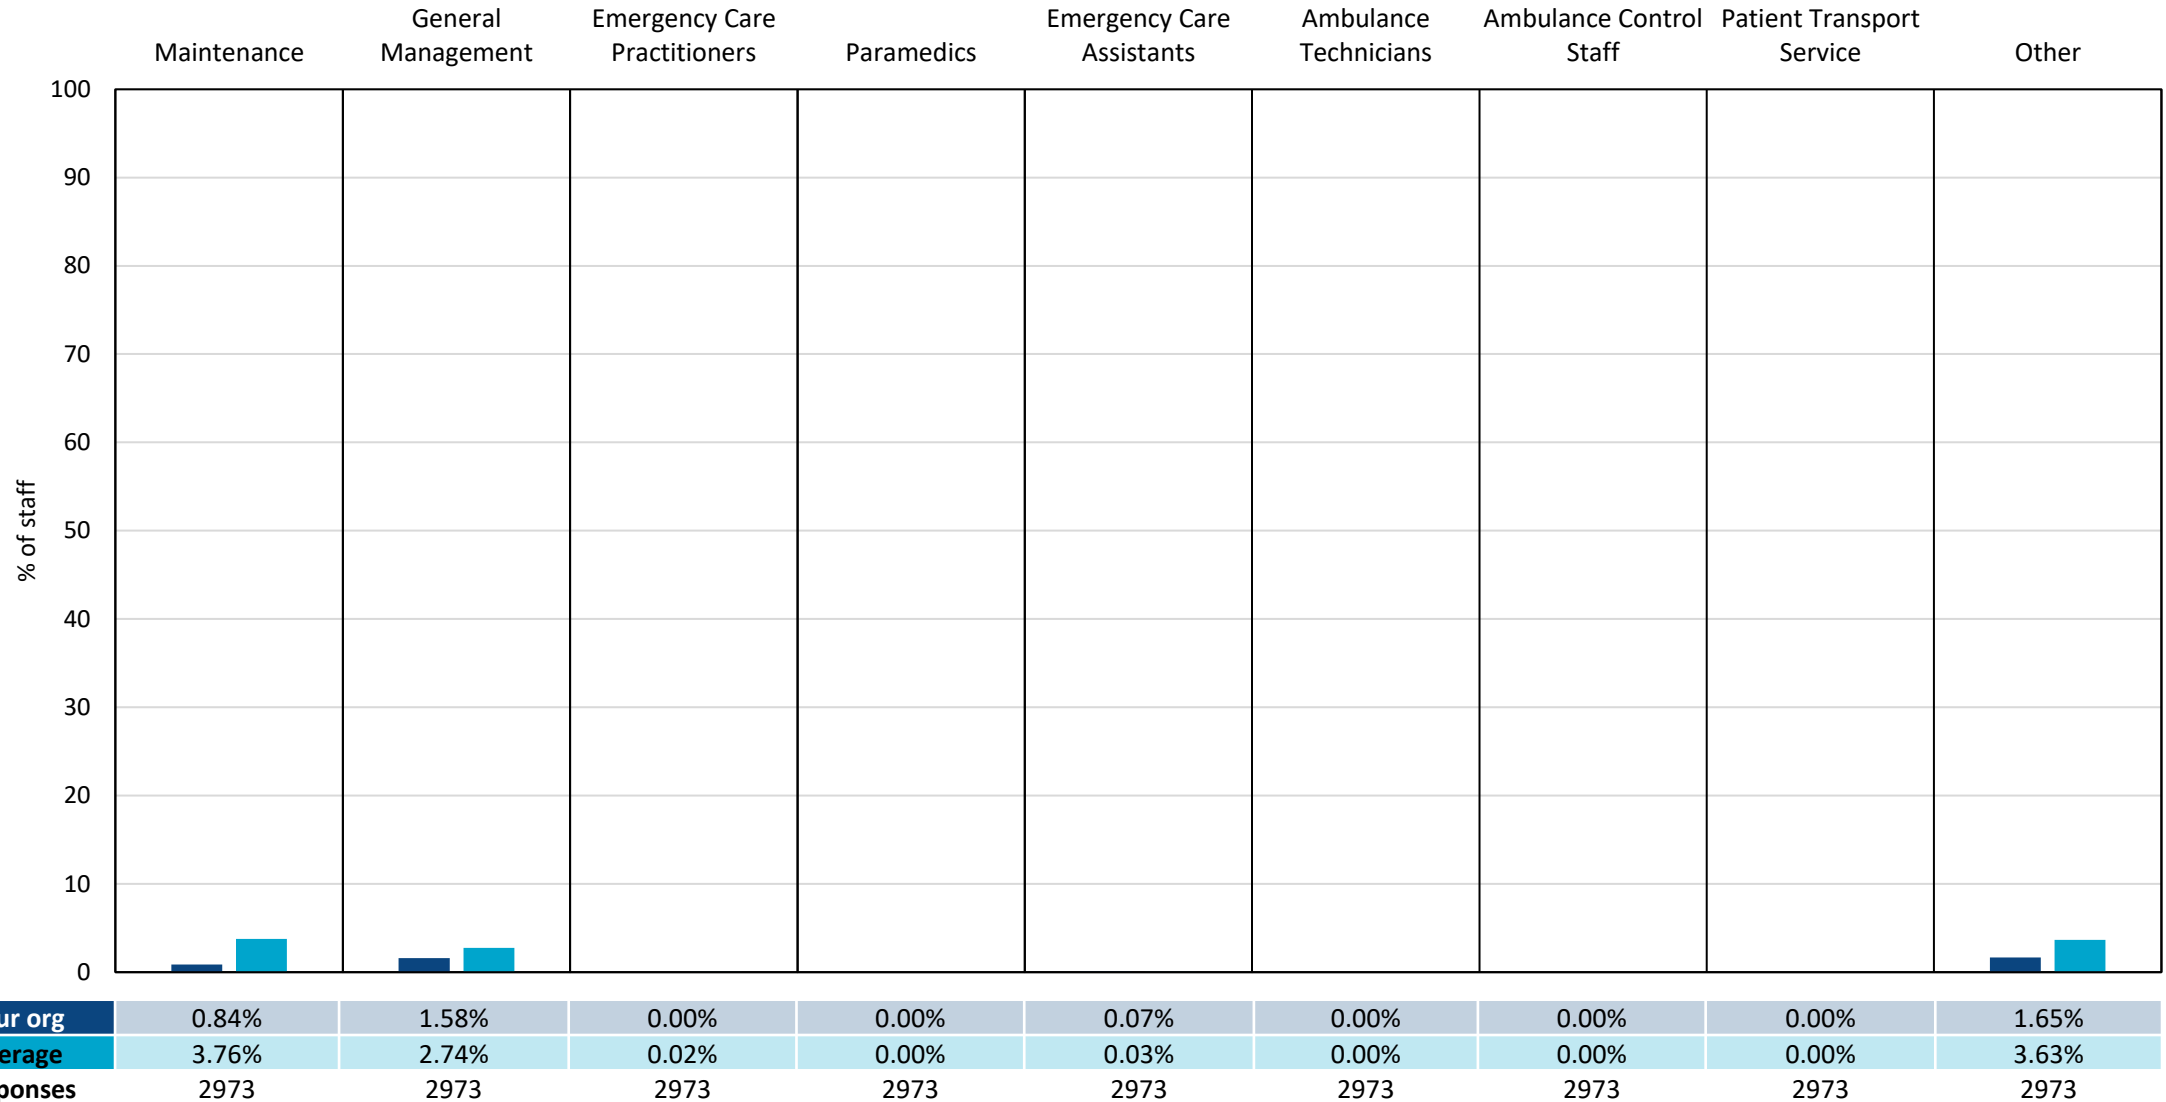 Maintenance
General
Management
Emergency Care
Practitioners
Paramedics
Emergency Care
Assistants
Ambulance
Technicians
Ambulance Control
Staff
Patient Transport
Service
Other
% of staff
100
90
80
70
60
50
40
30
20
10
0
ur org 0.84% 1.58% 0.00% 0.00% 0.07% 0.00% 0.00% 0.00% 1.65%
erage 3.76% 2.74% 0.02% 0.00% 0.03% 0.00% 0.00% 0.00% 3.63%
ponses 2973 2973 2973 2973 2973 2973 2973 2973 2973